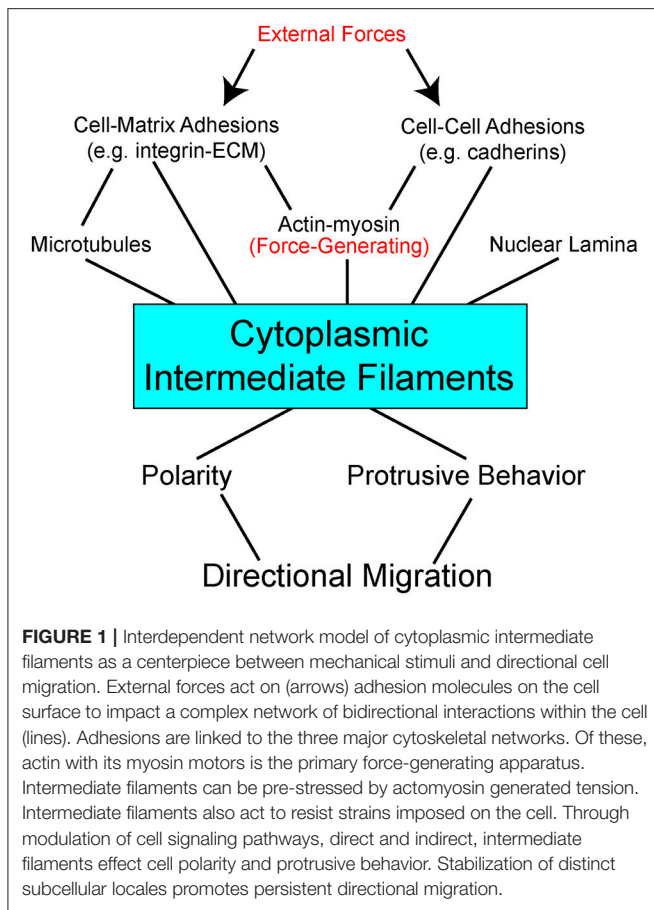 External Forces
Cell-Matrix Adhesions
(e.g. integrin-ECM)
Cell-Cell Adhesions
(e.g. cadherins)
Microtubules
Actin-myosin
(Force-Generating)
Nuclear Lamina
Cytoplasmic
Intermediate Filaments
Polarity
Protrusive Behavior
Directional Migration
FIGURE 1 | Interdependent network model of cytoplasmic intermediate
filaments as a centerpiece between mechanical stimuli and directional cell
migration. External forces act on (arrows) adhesion molecules on the cell
surface to impact a complex network of bidirectional interactions within the cell
(lines). Adhesions are linked to the three major cytoskeletal networks. Of these,
actin with its myosin motors is the primary force-generating apparatus.
Intermediate filaments can be pre-stressed by actomyosin generated tension.
Intermediate filaments also act to resist strains imposed on the cell. Through
modulation of cell signaling pathways, direct and indirect, intermediate
filaments effect cell polarity and protrusive behavior. Stabilization of distinct
subcellular locales promotes persistent directional migration.